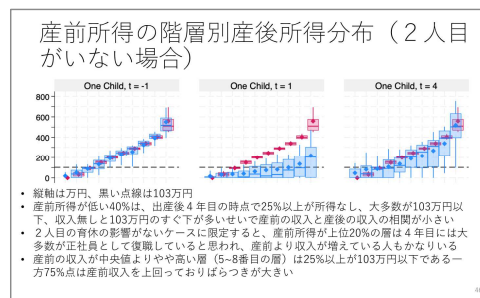 産前所得の階層別産後所得分布（２人目
がいない場合）
One Child, t = -1
One Child, t = 1
One Child, t = 4
800
600
400
200
0
• 縦軸は万円、黒い点線は103万円
• 産前所得が低い40%は、出産後４年目の時点で25%以上が所得なし、大多数が103万円以
下、収入無しと103万円のすぐ下が多いせいで産前の収入と産後の収入の相関が小さい
• ２人目の育休の影響がないケースに限定すると、産前所得が上位20%の層は４年目には大
多数が正社員として復職していると思われ、産前より収入が増えている人もかなりいる
• 産前の収入が中央値よりやや高い層（5~8番目の層）は25%以上が103万円以下である一
方75%点は産前収入を上回っておりばらつきが大きい